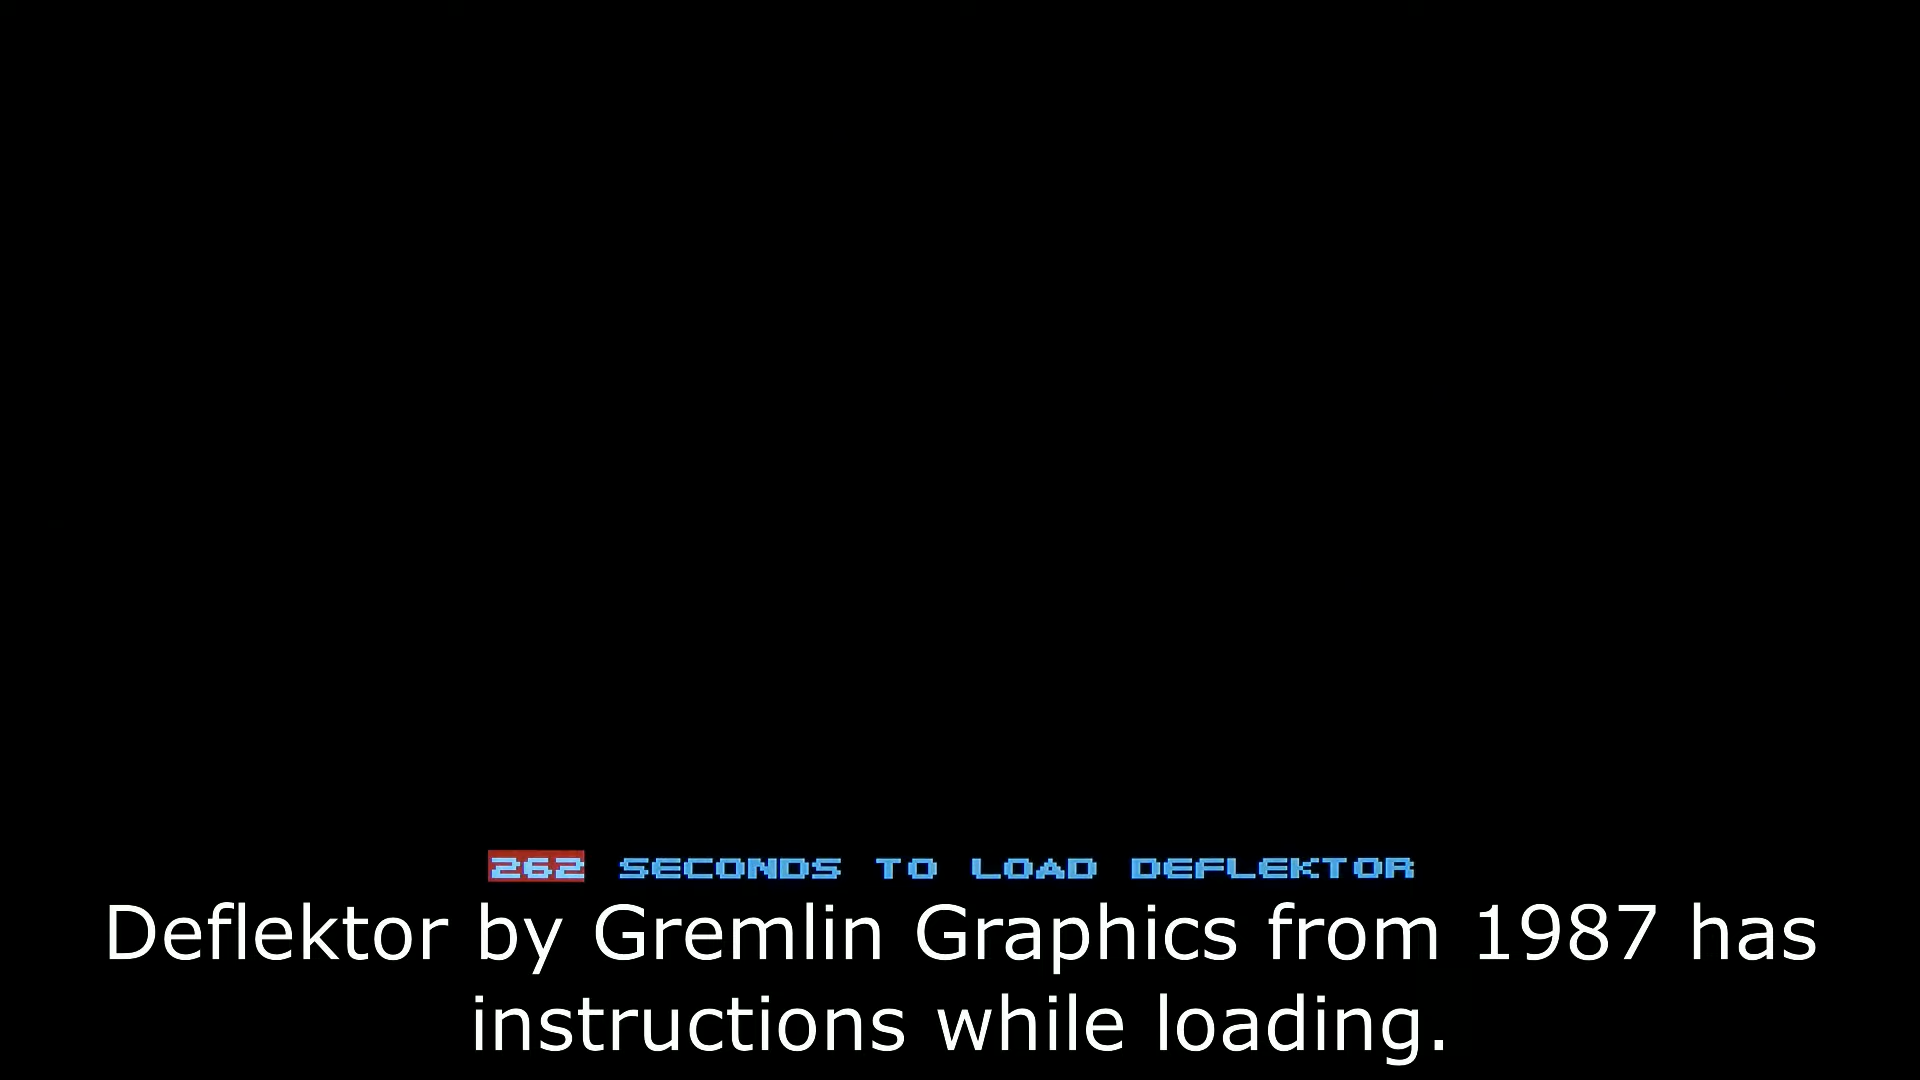 262 SECONDS TO LOAD DEFLEKTOR
Deflektor by Gremlin Graphics from 1987 has
instructions while loading.